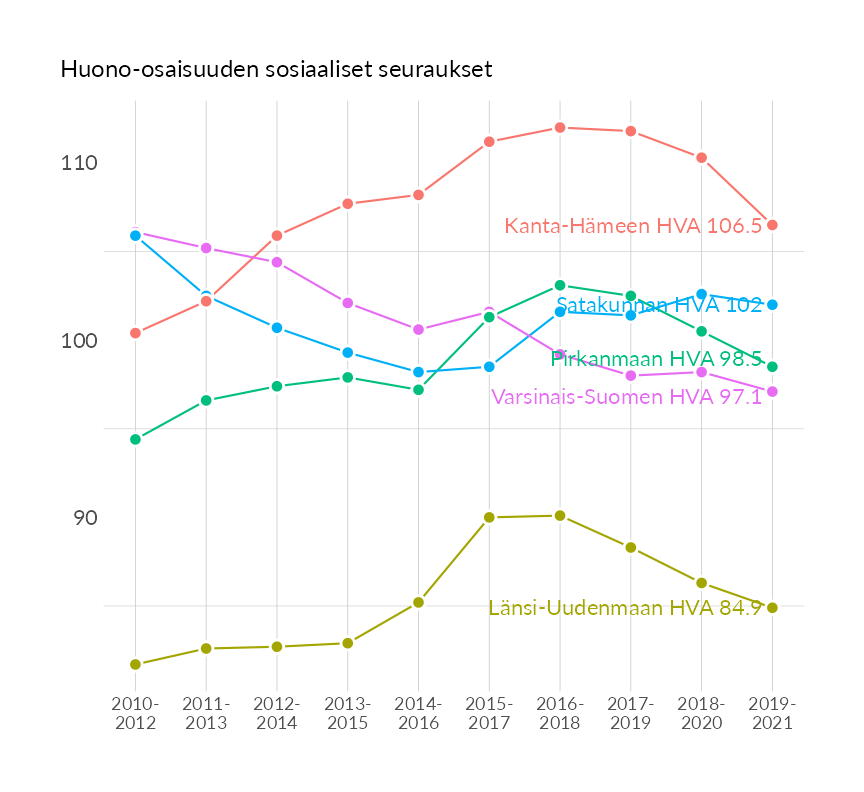 Huono-osaisuuden sosiaaliset seuraukset
110
Kanta-Hämeen HVA 106.5
Satakunnan HVA 102
100
Pirkanmaan HVA 98.5
Varsinais-Suomen HVA 97.1
90
Länsi-Uudenmaan HVA 84.9
2010- 2011- 2012- 2013- 2014- 2015- 2016- 2017- 2018- 2019-
2012 2013 2014 2015 2016 2017 2018 2019 2020 2021